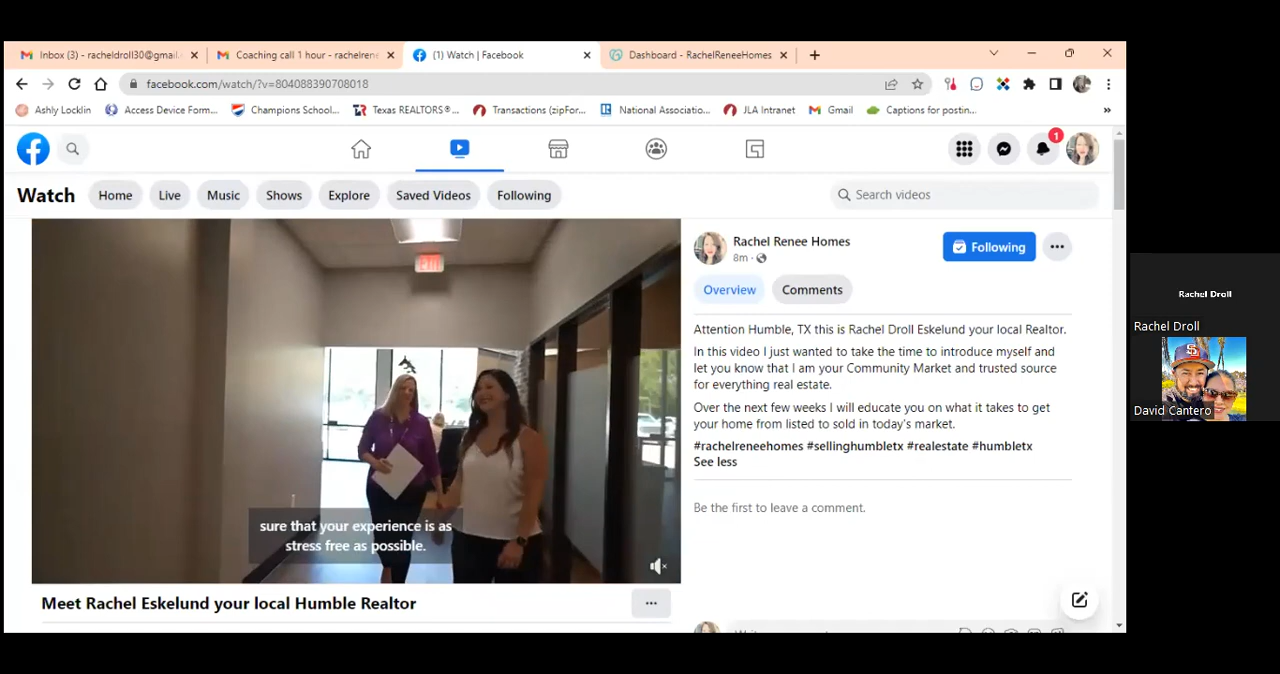 Inbox (3) - racheldroll30@gmail.
Coaching call 1 hour - rachelrene
(1) Watch | Facebook
Dashboard - RachelReneeHomes
facebook.com/watch/?v=804088390708018
Ashly Locklin
Access Device Form...
Champions School...
Texas REALTORS®...
Transactions (zipFor...
National Associatio...
JLA Intranet
Gmail
Captions for postin...
»
1
Watch
Home
Live
Music
Shows
Explore
Saved Videos
Following
Search videos
EXIT
sure that your experience is as
stress free as possible.
Meet Rachel Eskelund your local Humble Realtor
Rachel Renee Homes
8m ·
Following
Overview
Comments
Attention Humble, TX this is Rachel Droll Eskelund your local Realtor.
In this video I just wanted to take the time to introduce myself and
let you know that I am your Community Market and trusted source
for everything real estate.
Over the next few weeks I will educate you on what it takes to get
your home from listed to sold in today's market.
#rachelreneehomes #sellinghumbletx #realestate #humbletx
See less
Be the first to leave a comment.
Rachel Droll
Rachel Droll
David Cantero